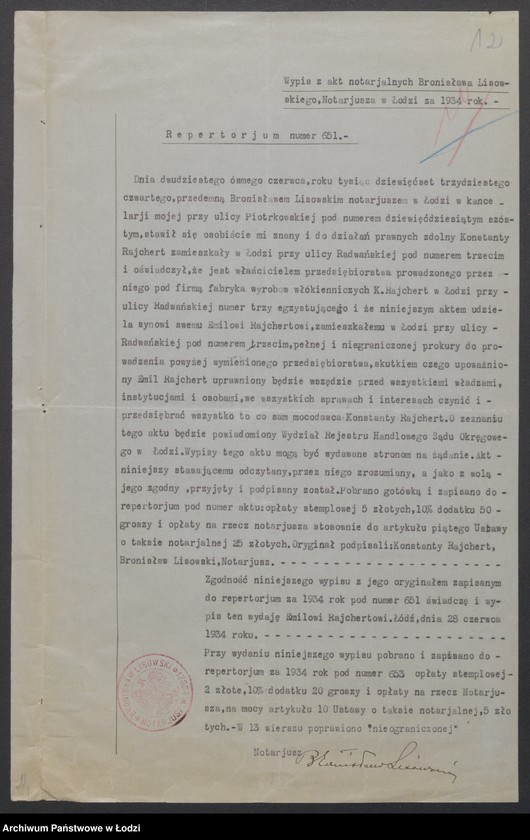 12
Wypis z akt notarjalnych Bronisława Lisow-
skiego,Notarjusza w Łodzi za 1934 rok. -
Repertorjum numer 651.-
Dnia dwudziestego ósmego czerwca,roku tysiąc dziewięćset trzydziestego
czwartego,przedemną Bronisławem Lisowskim notarjuszem w Łodzi w kance -
larji mojej przy ulicy Piotrkowskiej pod numerem dziewięćdziesiątym szós-
tym,stawił się osobiście mi znany i do działań prawnych zdolny Konstanty
Rajchert zamieszkały w Łodzi przy ulicy Radwańskiej pod numerem trzecim
i oświadczył,że jest właścicielem przedsiębiorstwa prowadzonego przez -
niego pod firmą fabryka wyrobów włókienniczych K.Rajchert w Łodzi przy -
ulicy Radwańskiej numer trzy egzystującego i że niniejszym aktem udzie-
la synowi swemu Emilowi Rajchertowi,zamieszkałemu w Łodzi przy ulicy -
Radwańskiej pod numerem trzecim,pełnej i nieograniczonej prokury do pro-
wadzenia powyżej wymienionego przedsiębiorstwa,skutkiem czego upoważnio-
ny Emil Rajchert uprawniony będzie wszędzie przed wszystkiemi władzami,
instytucjami i osobami,we wszystkich sprawach i interesach czynić i -
przedsiębrać wszystko to co sam mocodawca Konstanty Rajchert.O zeznaniu
tego aktu będzie powiadomiony Wydział Rejestru Handlowego Sądu Okręgowe-
go w Łodzi.Wypisy tego aktu mogą być wydawane stronom na żądanie.Akt -
niniejszy stawającemu odczytany,przez niego zrozumiany, a jako z wolą -
jego zgodny ,przyjęty i podpisany został.Pobrano gotówką i zapisano do -
repertorjum pod numer aktu:opłaty stemplowej 5 złotych,10% dodatku 50 -
groszy i opłaty na rzecz notarjusza stosownie do artykułu piątego Ustawy
o taksie notarjalnej 25 złotych.Oryginał podpisali:Konstanty Rajchert,
Bronisław Lisowski,Notarjusz. - - - - - - - - - - - - - - - - - - - -
Zgodność niniejszego wypisu z jego oryginałem zapisanym
do repertorjum za 1934 rok pod numer 651 świadczę i wy-
pis ten wydaję Emilowi Rajchertowi.Łódź,dnia 28 czerwca
1934 roku. - - - - - - - - - - - - - - - - - - - - - -
Przy wydaniu niniejszego wypisu pobrano i zapisano do -
repertorjum za 1934 rok pod numer 653 opłaty stemplowej-
2 złote,10% dodatku 20 groszy i opłaty na rzecz Notarju-
sza,na mocy artykułu 10 Ustawy o taksie notarjalnej,5 zło
tych.-W 13 wierszu poprawiono "nieograniczonej"
Notarjusz Bronisław Lisowski
Archiwum Państwowe w Łodzi